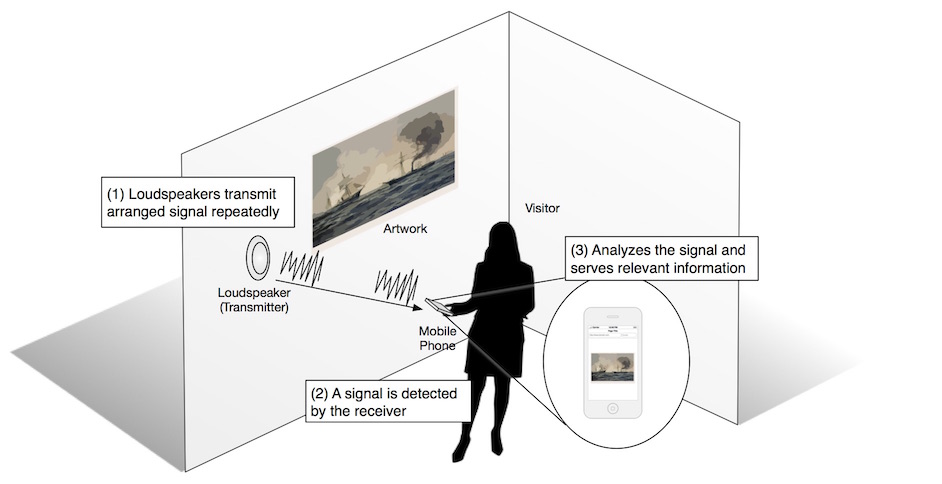 (1) Loudspeakers transmit
arranged signal repeatedly
Artwork
Visitor
(3) Analyzes the signal and
serves relevant information
Loudspeaker
(Transmitter)
Mobile
Phone
(2) A signal is detected
by the receiver